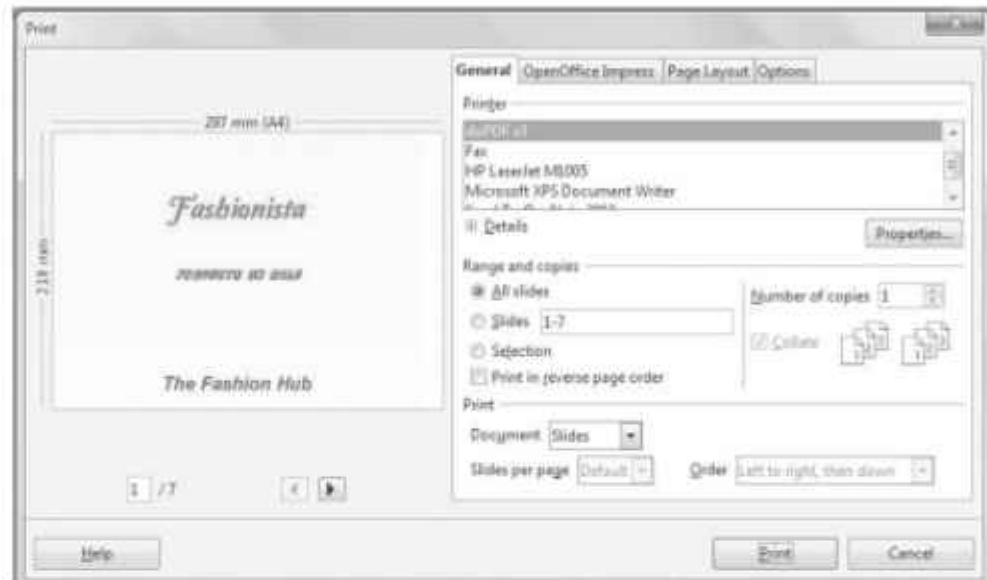 Print
297 mm (A4)
Fashionista
The Fashion Hub
1 / 7
General OpenOffice Impress Page Layout Options
Printer
Fax
HP LaserJet M1005
Microsoft XPS Document Writer
Details
Properties...
Range and copies
All slides
Slides 1-7
Selection
Print in reverse page order
Number of copies 1
Collate
Print
Document Slides
Slides per page Default Order Left to right, then down
Help Print Cancel